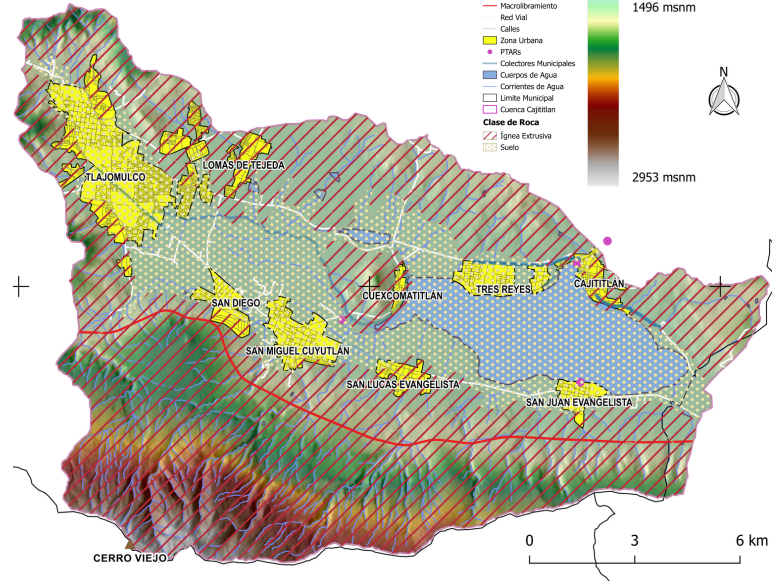 Macrolibramiento
Red Vial
Calles
Zona Urbana
PTARs
Colectores Municipales
Cuerpos de Agua
Corrientes de Agua
Limite Municipal
Cuenca Cajititlan
Clase de Roca
Ígnea Extrusiva
Suelo
1496 msnm
2953 msnm
N
LOMAS DE TEJEDA
TLAJOMULCO
CUEXCOMATITLÁN
TRES REYES
CAJITITLÁN
SAN DIEGO
SAN MIGUEL CUYUTLÁN
SAN LUCAS EVANGELISTA
SAN JUAN EVANGELISTA
CERRO VIEJO
0 3 6 km